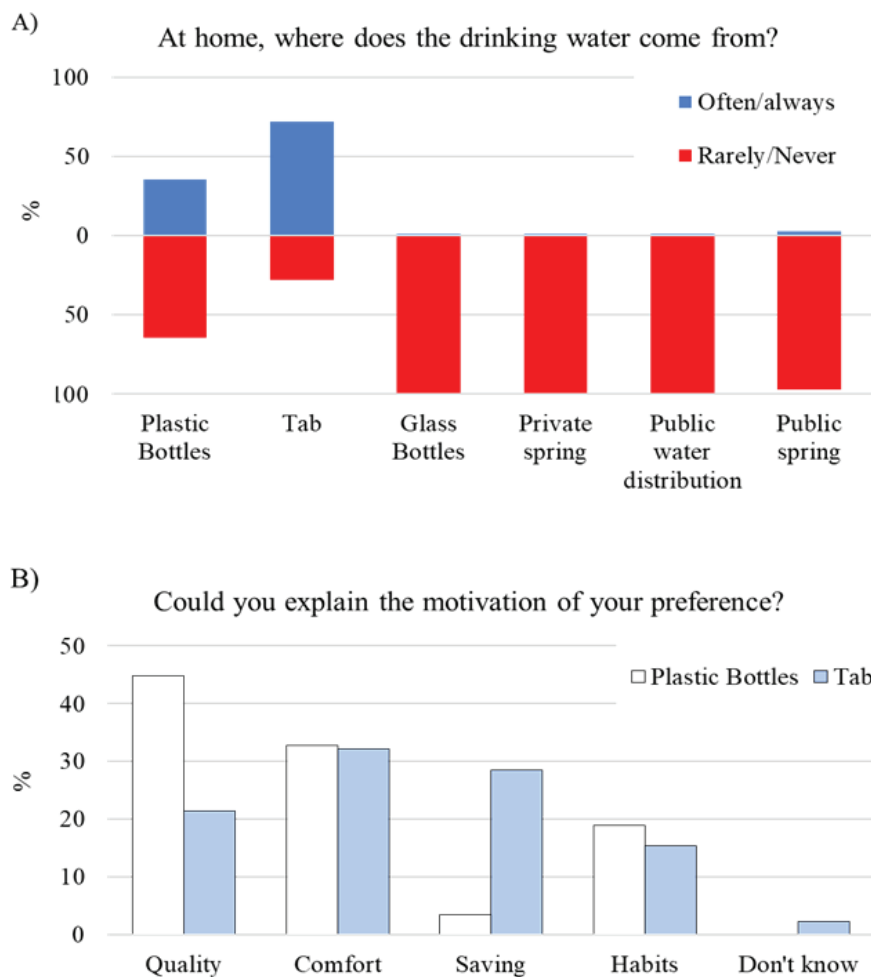 A)
At home, where does the drinking water come from?
100
50
0
50
100
%
Often/always
Rarely/Never
Plastic
Bottles
Tab
Glass
Bottles
Private
spring
Public
water
distribution
Public
spring
B)
Could you explain the motivation of your preference?
50
40
30
20
10
0
%
Plastic Bottles
Tab
Quality
Comfort
Saving
Habits
Don't know